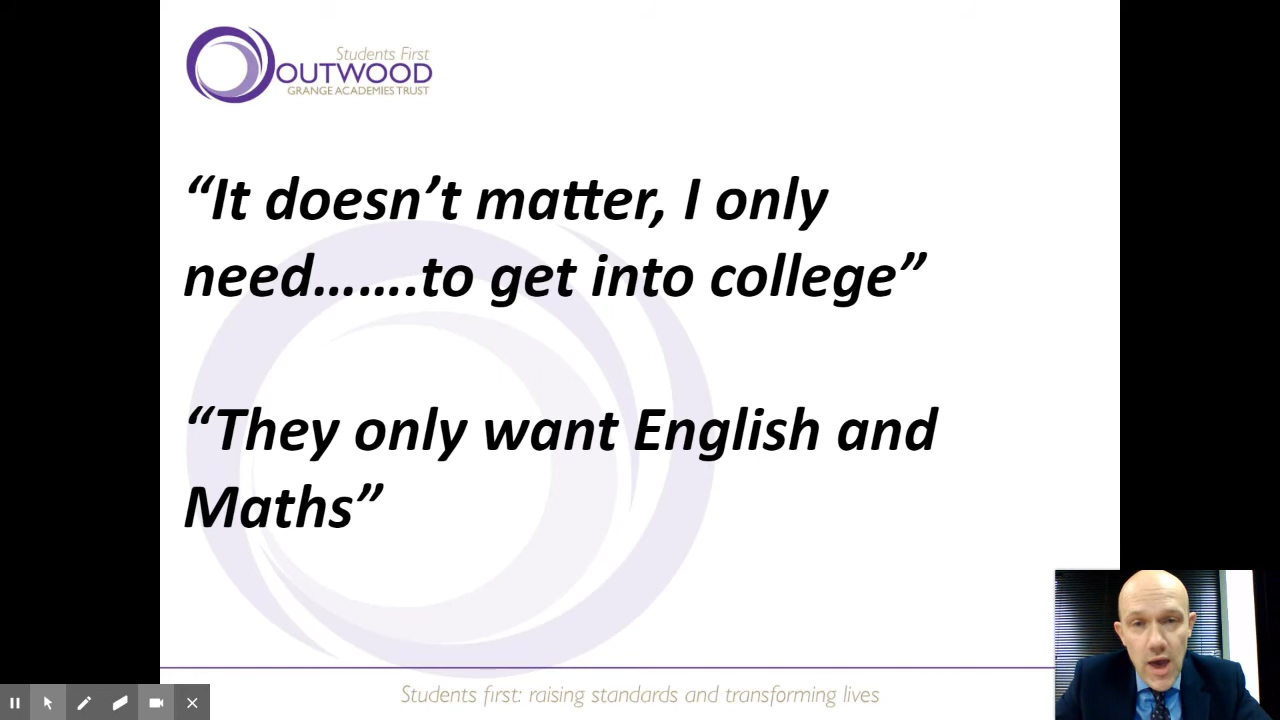 Students First
OUTWOOD
GRANGE ACADEMIES TRUST
“It doesn’t matter, I only
need…….to get into college”
“They only want English and
Maths”
Students first: raising standards and transforming lives